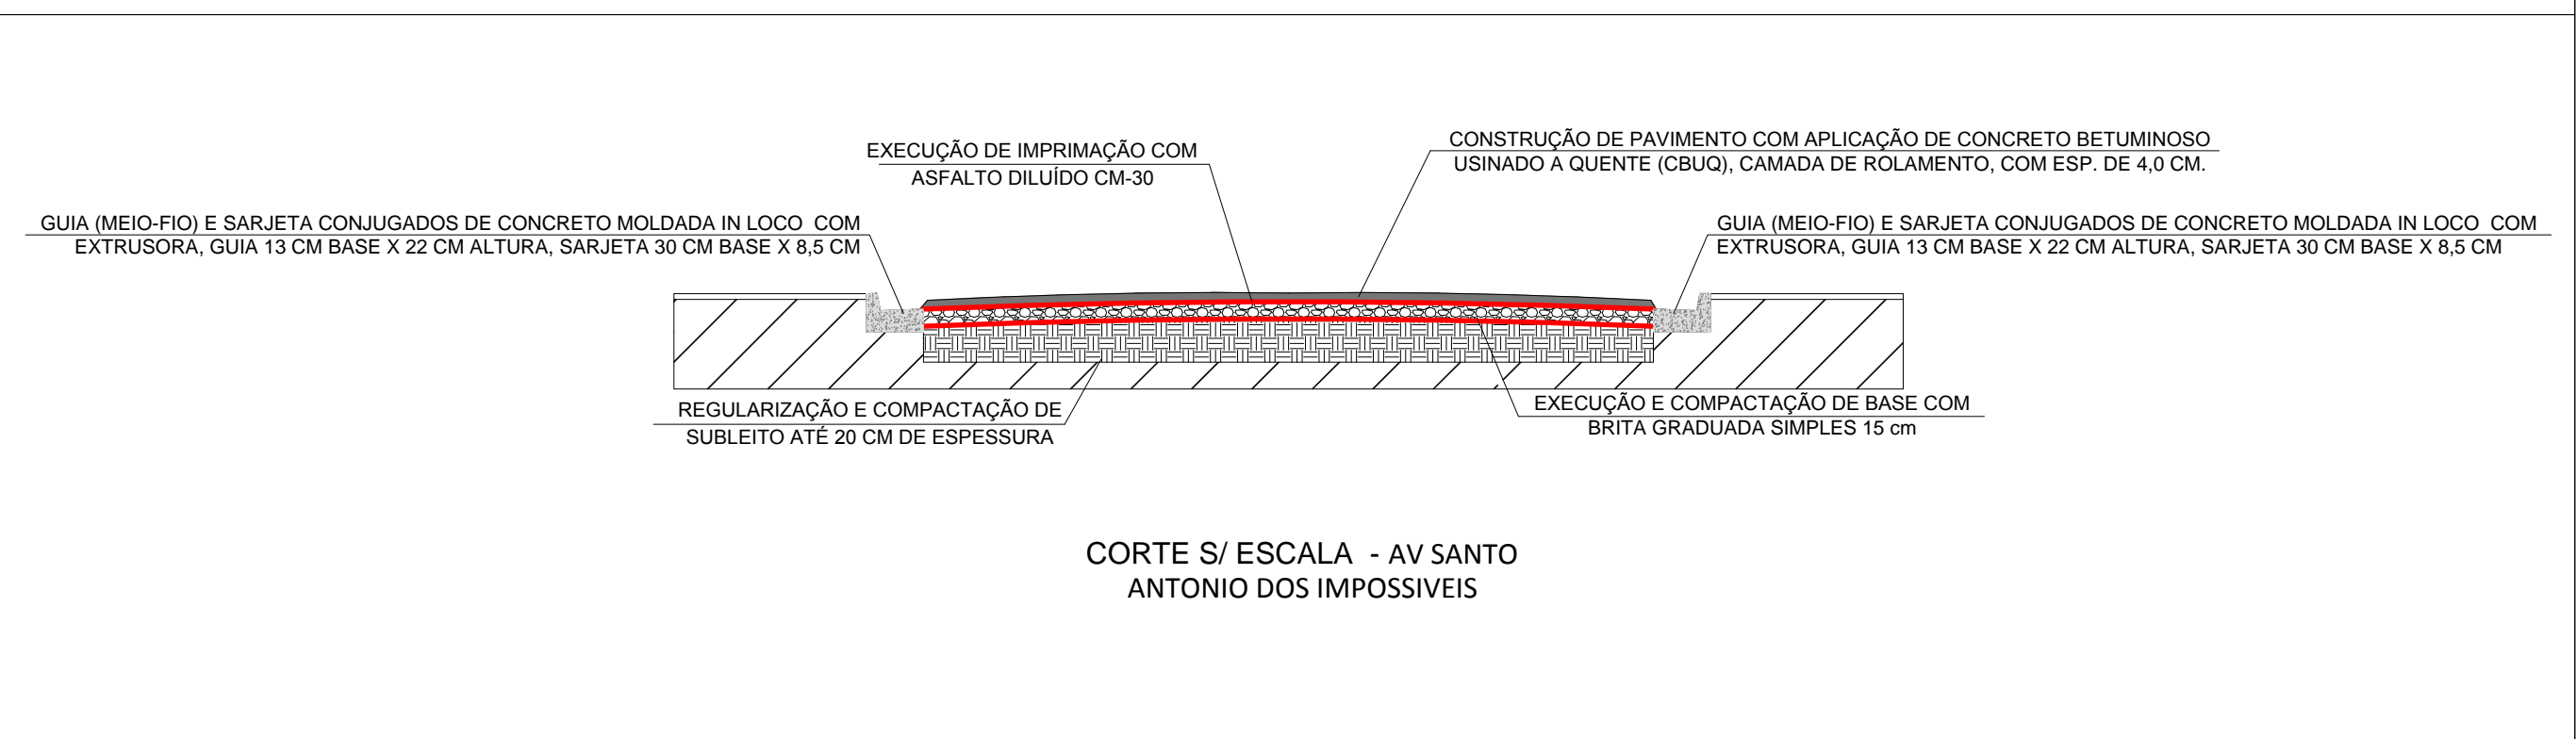 EXECUÇÃO DE IMPRIMAÇÃO COM
ASFALTO DILUÍDO CM-30
CONSTRUÇÃO DE PAVIMENTO COM APLICAÇÃO DE CONCRETO BETUMINOSO
USINADO A QUENTE (CBUQ), CAMADA DE ROLAMENTO, COM ESP. DE 4,0 CM.
GUIA (MEIO-FIO) E SARJETA CONJUGADOS DE CONCRETO MOLDADA IN LOCO COM
EXTRUSORA, GUIA 13 CM BASE X 22 CM ALTURA, SARJETA 30 CM BASE X 8,5 CM
GUIA (MEIO-FIO) E SARJETA CONJUGADOS DE CONCRETO MOLDADA IN LOCO COM
EXTRUSORA, GUIA 13 CM BASE X 22 CM ALTURA, SARJETA 30 CM BASE X 8,5 CM
REGULARIZAÇÃO E COMPACTAÇÃO DE
SUBLEITO ATÉ 20 CM DE ESPESSURA
EXECUÇÃO E COMPACTAÇÃO DE BASE COM
BRITA GRADUADA SIMPLES 15 cm
CORTE S/ ESCALA - AV SANTO
ANTONIO DOS IMPOSSIVEIS